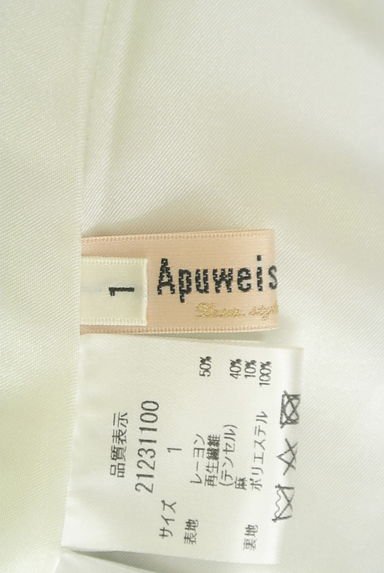 1
Apuweis
品質表示
21231100
サイズ 1
表地 レーヨン 50%
再生繊維
(テンセル) 40%
麻 10%
裏地 ポリエステル 100%